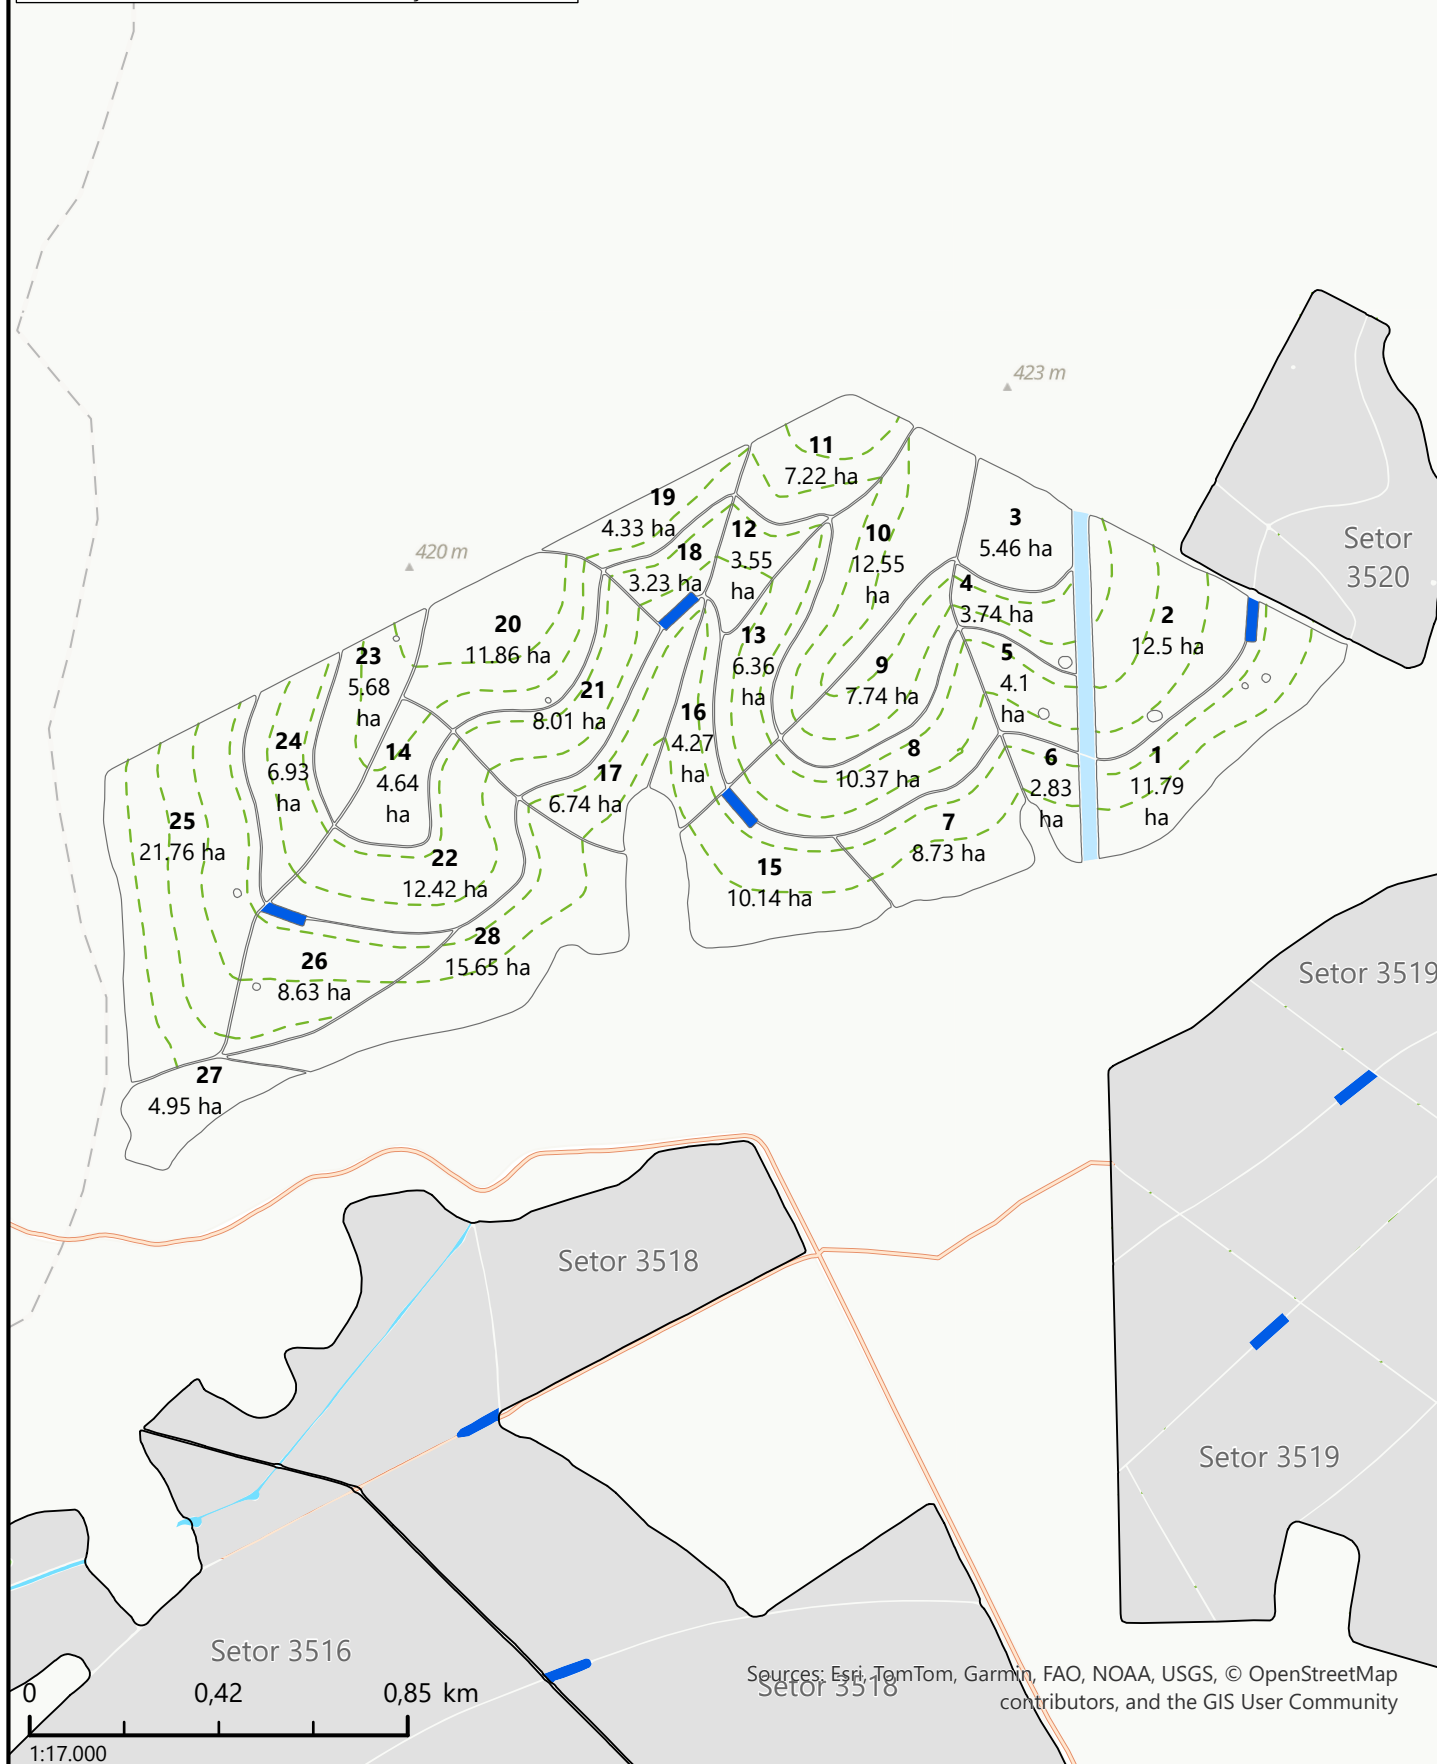 423 m
11
7.22 ha
19
4.33 ha
3
5.46 ha
12
3.55
ha
10
12.55
ha
Setor
3520
420 m
18
3.23 ha
4
3.74 ha
2
12.5 ha
20
11.86 ha
13
6.36
ha
23
5.68
ha
5
4.1
ha
9
7.74 ha
21
8.01 ha
16
4.27
ha
24
6.93
ha
14
4.64
ha
8
10.37 ha
6
2.83
ha
1
11.79
ha
17
6.74 ha
25
21.76 ha
7
8.73 ha
22
12.42 ha
15
10.14 ha
28
15.65 ha
26
8.63 ha
Setor 3519
27
4.95 ha
Setor 3518
Setor 3519
Setor 3516
Setor 3518
Sources: Esri, TomTom, Garmin, FAO, NOAA, USGS, © OpenStreetMap
contributors, and the GIS User Community
0 0,42 0,85 km
1:17.000